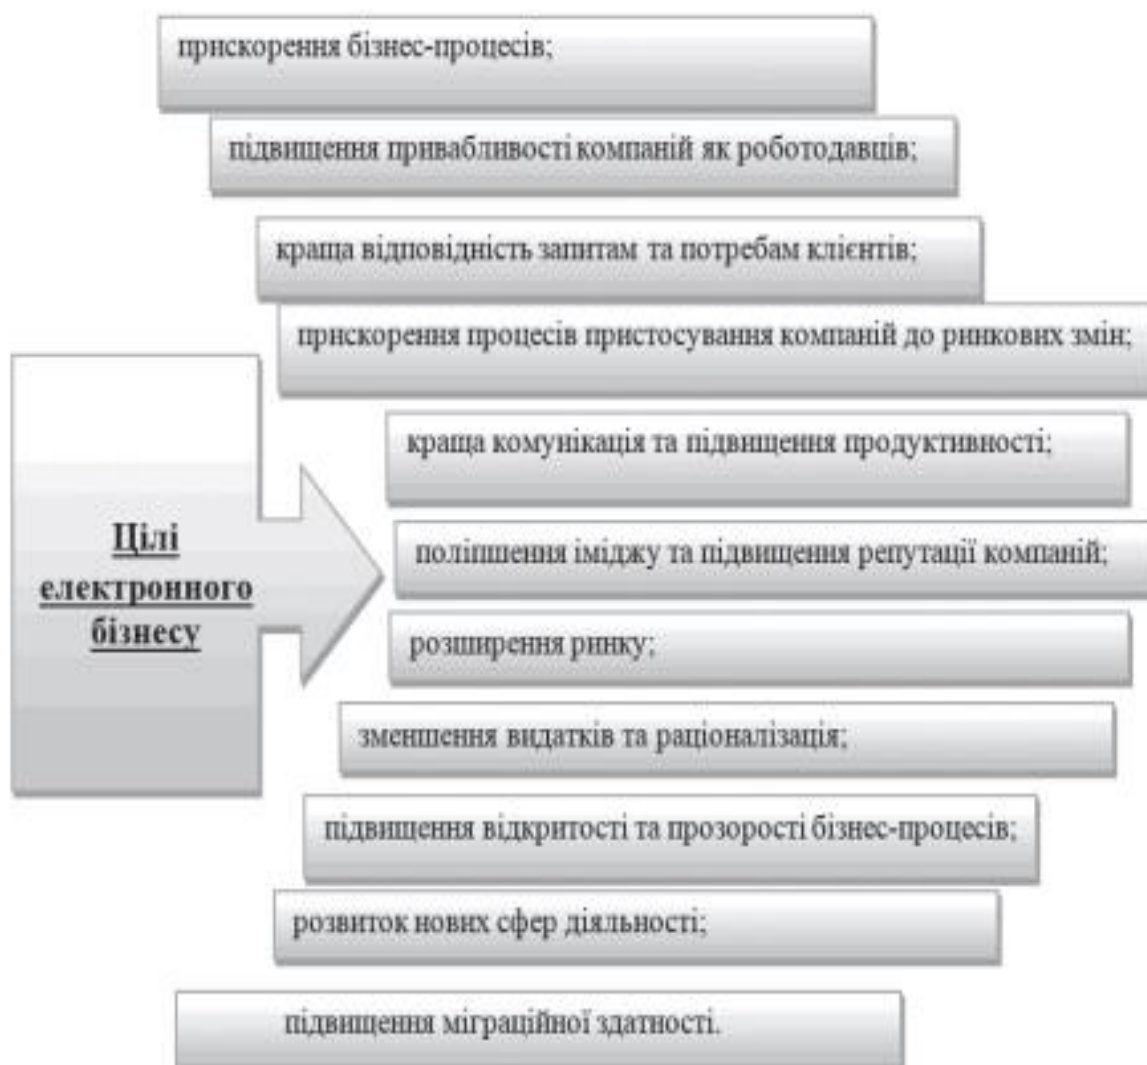 прискорення бізнес-процесів;
підвищення привабливості компаній як роботодавців;
краща відповідність запитам та потребам клієнтів;
прискорення процесів пристосування компаній до ринкових змін;
краща комунікація та підвищення продуктивності;
Цілі
електронного
бізнесу
поліпшення іміджу та підвищення репутації компаній;
розширення ринку;
зменшення видатків та раціоналізація;
підвищення відкритості та прозорості бізнес-процесів;
розвиток нових сфер діяльності;
підвищення міграційної здатності.